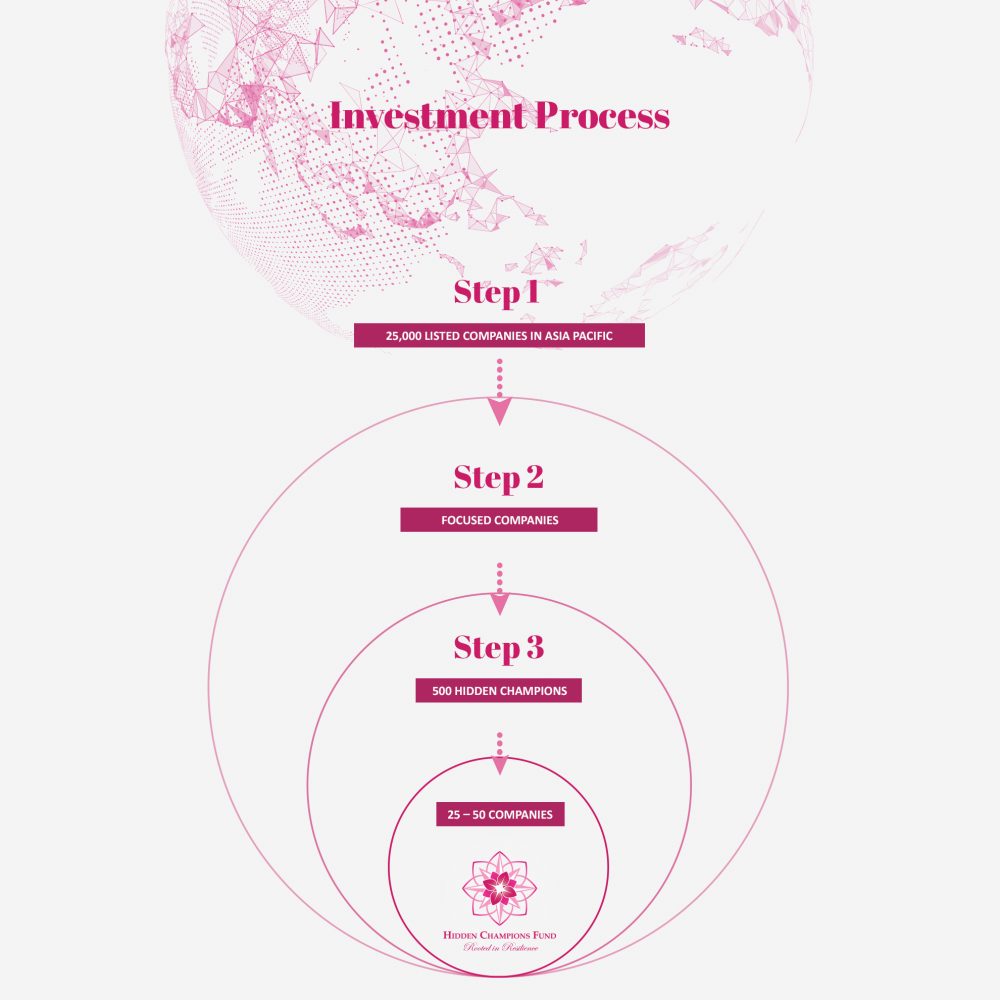 Investment Process
Step 1
25,000 LISTED COMPANIES IN ASIA PACIFIC
Step 2
FOCUSED COMPANIES
Step 3
500 HIDDEN CHAMPIONS
25 – 50 COMPANIES
HIDDEN CHAMPIONS FUND
Rooted in Resilience